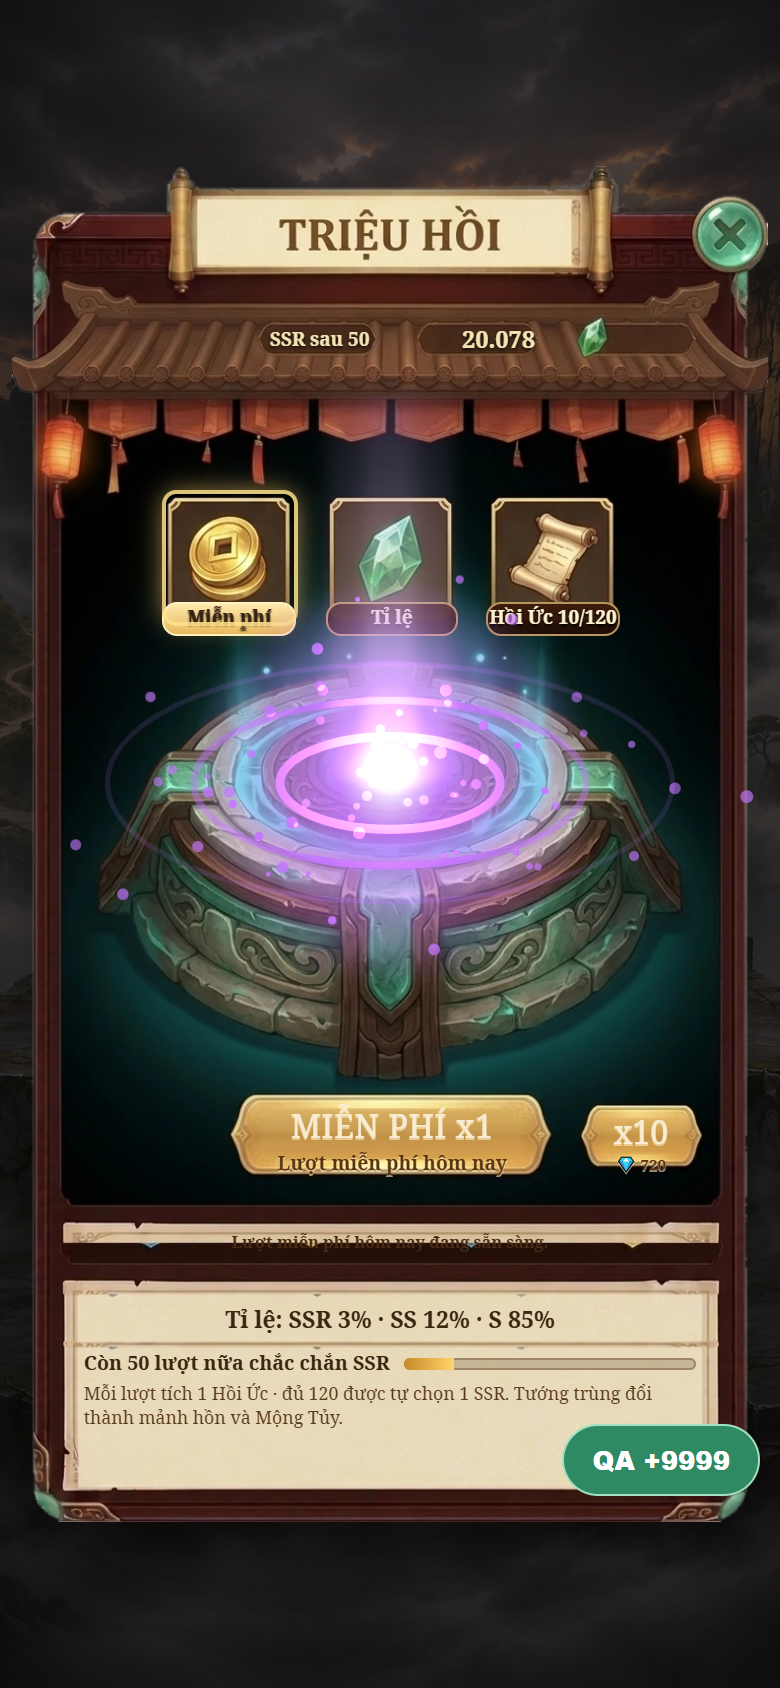 TRIỆU HỒI
SSR sau 50
20.078
Miễn phí
Tỉ lệ
Hồi Ức 10/120
MIỄN PHÍ x1
Lượt miễn phí hôm nay
x10
720
Lượt miễn phí hôm nay đang sẵn sàng.
Tỉ lệ: SSR 3% · SS 12% · S 85%
Còn 50 lượt nữa chắc chắn SSR
Mỗi lượt tích 1 Hồi Ức · đủ 120 được tự chọn 1 SSR. Tướng trùng đổi
thành mảnh hồn và Mộng Tủy.
QA +9999